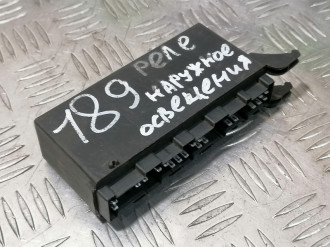 189 реле
наружное
освещения